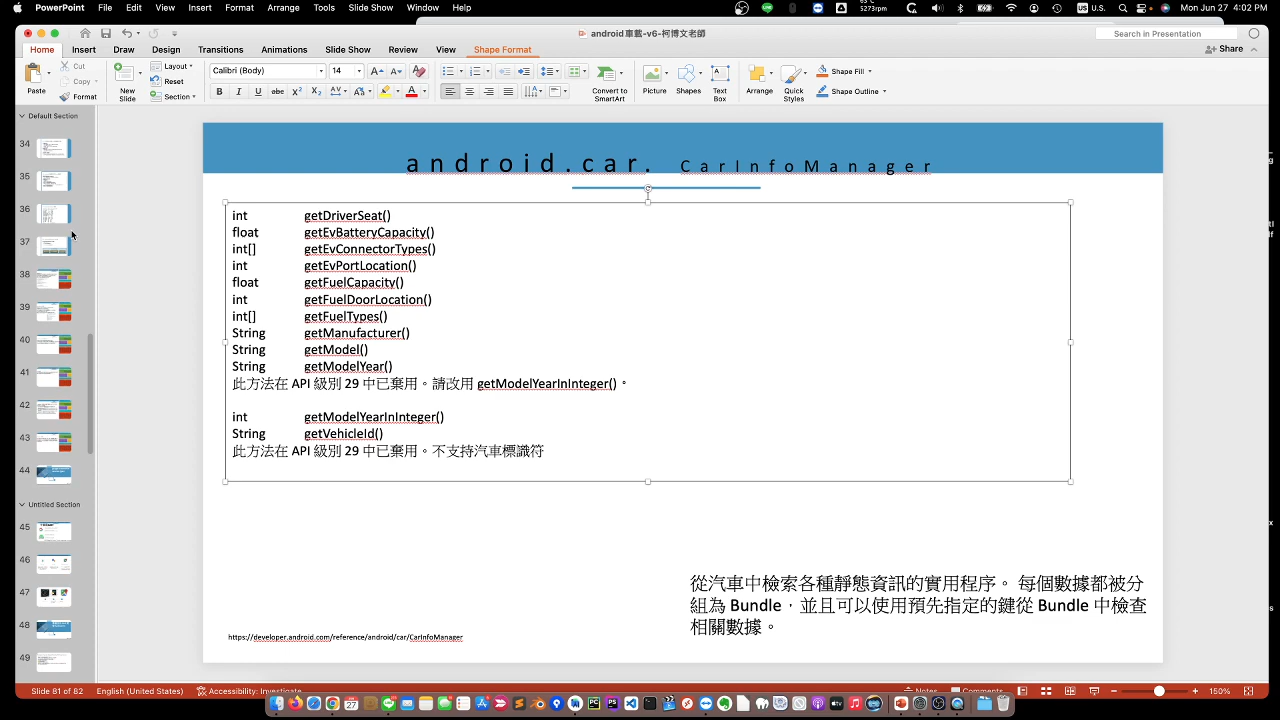 PowerPoint File Edit View Insert Format Arrange Tools Slide Show Window Help
5273rpm U.S. Mon Jun 27 4:02 PM
android車載-v6-柯博文老師
Search in Presentation
Home Insert Draw Design Transitions Animations Slide Show Review View Shape Format
Share
Paste Cut Copy Format
New Slide Layout Reset Section
Calibri (Body) 14
Convert to SmartArt
Picture Shapes Text Box Arrange Quick Styles
Shape Fill Shape Outline
Default Section
34
35
36
37
38
39
40
41
42
43
44
Untitled Section
45
46
47
48
49
android.car. CarInfoManager
int getDriverSeat()
float getEvBatteryCapacity()
int[] getEvConnectorTypes()
int getEvPortLocation()
float getFuelCapacity()
int getFuelDoorLocation()
int[] getFuelTypes()
String getManufacturer()
String getModel()
String getModelYear()
此方法在 API 級別 29 中已棄用。請改用 getModelYearInInteger()。
int getModelYearInInteger()
String getVehicleId()
此方法在 API 級別 29 中已棄用。不支持汽車標識符
從汽車中檢索各種靜態資訊的實用程序。 每個數據都被分
組為 Bundle，並且可以使用預先指定的鍵從 Bundle 中檢查
相關數據。
https://developer.android.com/reference/android/car/CarInfoManager
Slide 81 of 82 English (United States) Accessibility: Investigate Notes Comments 150%